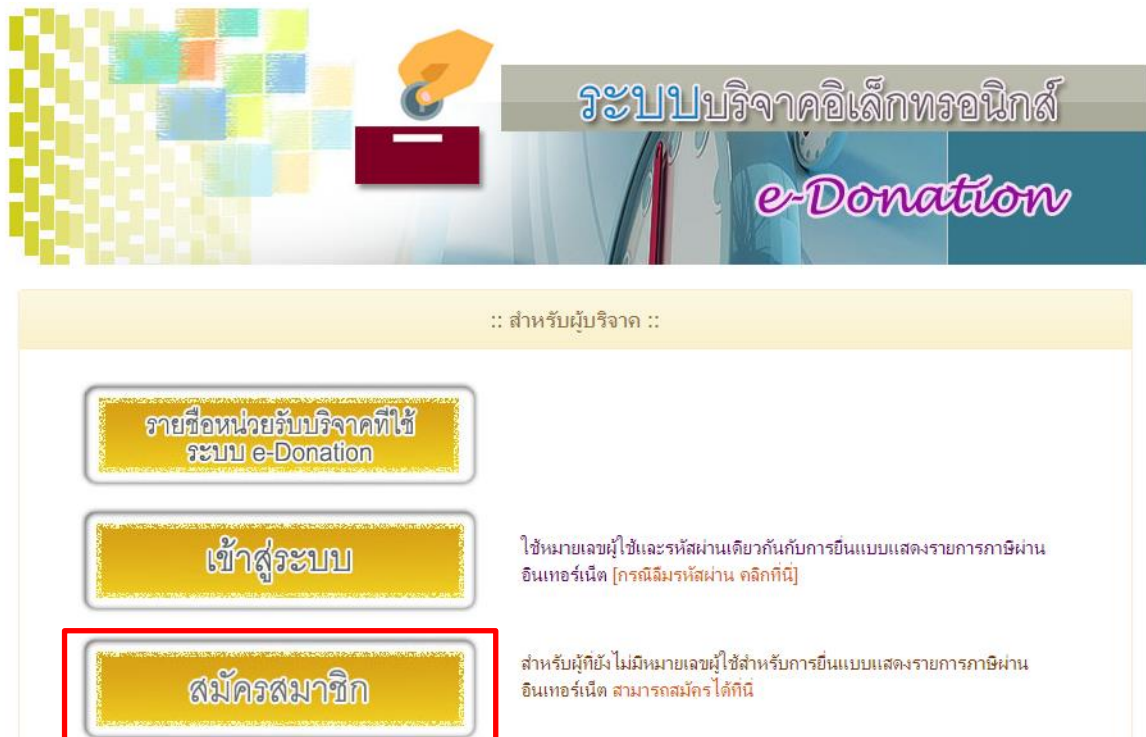 ระบบบริจาคอิเล็กทรอนิกส์
e-Donation
:: สำหรับผู้บริจาค ::
รายชื่อหน่วยรับบริจาคที่ใช้
ระบบ e-Donation
เข้าสู่ระบบ
ใช้หมายเลขผู้ใช้และรหัสผ่านเดียวกันกับการยื่นแบบแสดงรายการภาษีผ่าน
อินเทอร์เน็ต [กรณีลืมรหัสผ่าน คลิกที่นี่]
สมัครสมาชิก
สำหรับผู้ที่ยังไม่มีหมายเลขผู้ใช้สำหรับการยื่นแบบแสดงรายการภาษีผ่าน
อินเทอร์เน็ต สามารถสมัครได้ที่นี่